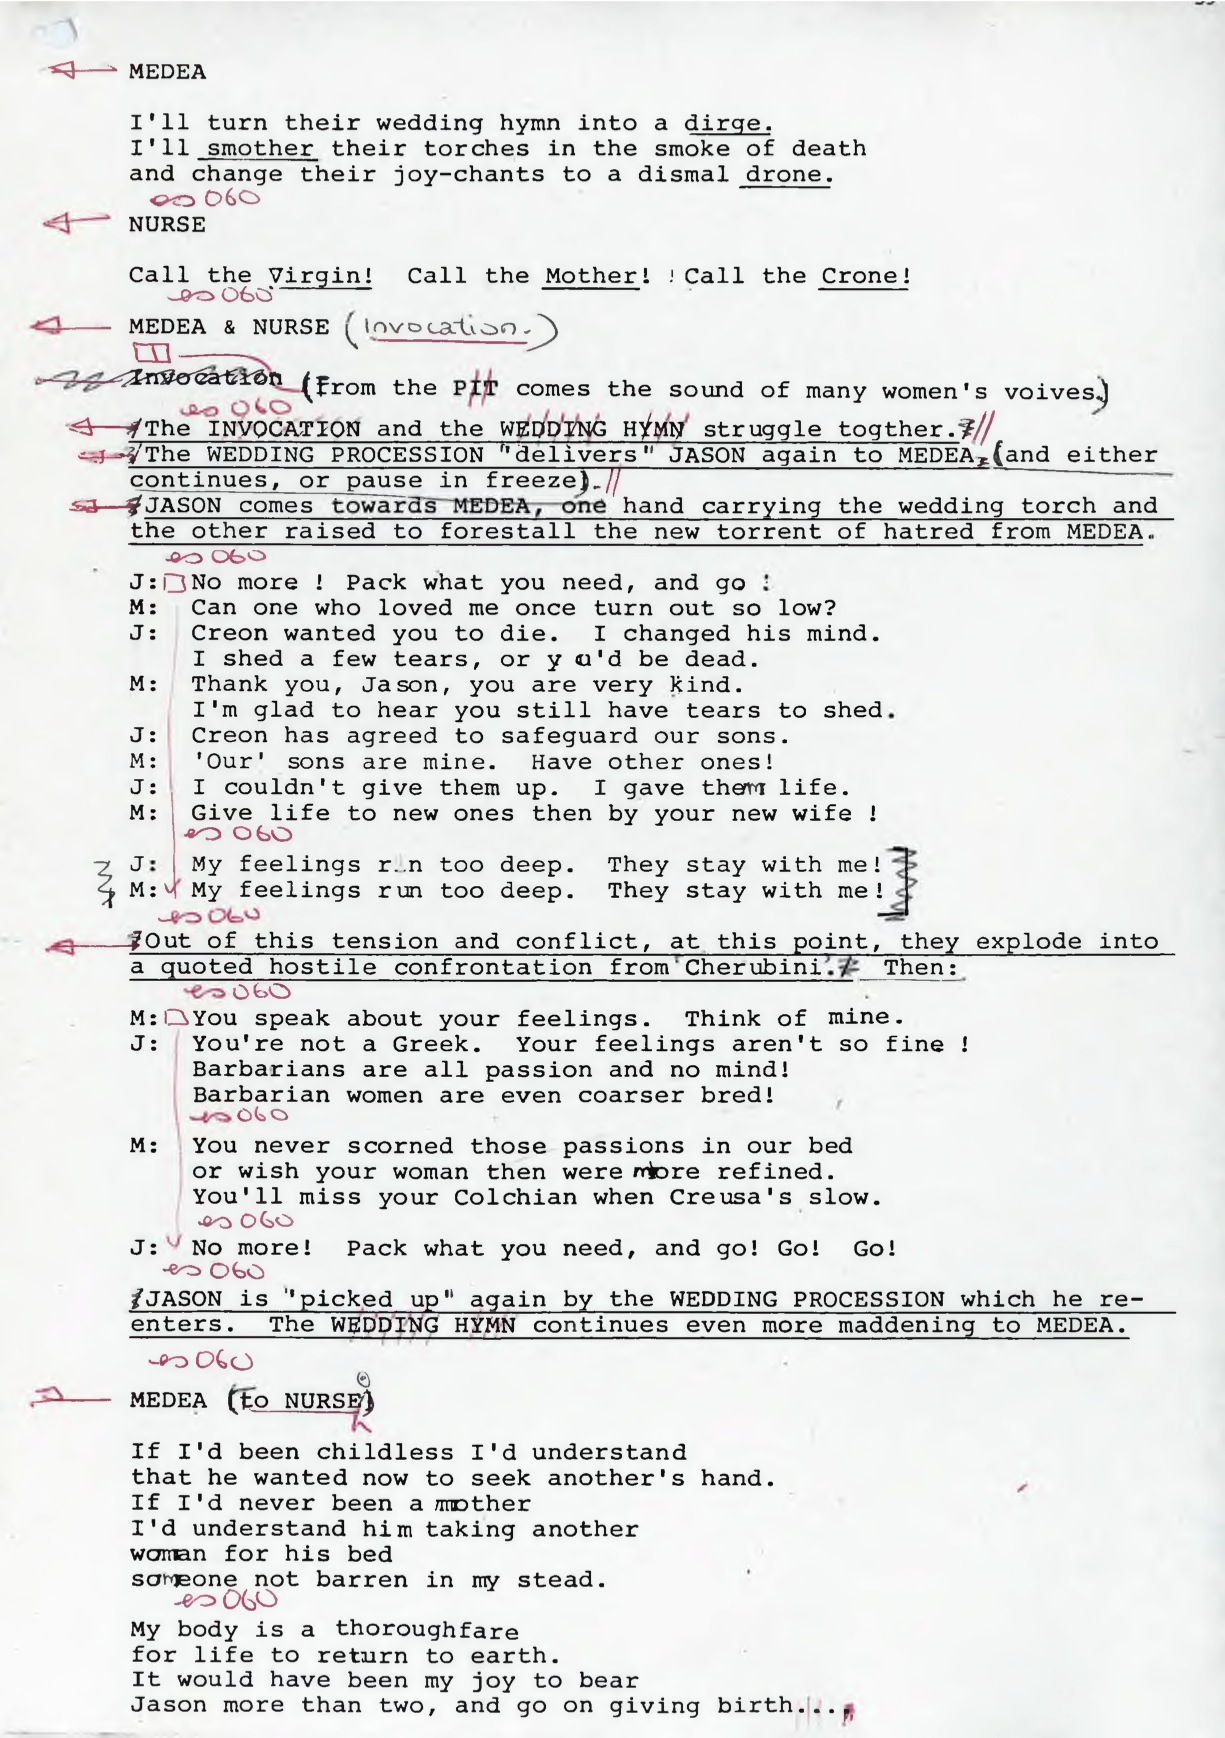 MEDEA
I'll turn their wedding hymn into a dirge.
I'll smother their torches in the smoke of death
and change their joy-chants to a dismal drone.
060
NURSE
Call the Virgin!  Call the Mother! ! Call the Crone!
060
MEDEA & NURSE (Invocation.)
Invocation (from the PIT comes the sound of many women's voives.)
060
The INVOCATION and the WEDDING HYMN struggle togther.
The WEDDING PROCESSION "delivers" JASON again to MEDEA, (and either
continues, or pause in freeze).
JASON comes towards MEDEA, one hand carrying the wedding torch and
the other raised to forestall the new torrent of hatred from MEDEA.
060
J: No more ! Pack what you need, and go !
M: Can one who loved me once turn out so low?
J: Creon wanted you to die.  I changed his mind.
I shed a few tears, or you'd be dead.
M: Thank you, Jason, you are very kind.
I'm glad to hear you still have tears to shed.
J: Creon has agreed to safeguard our sons.
M: 'Our' sons are mine.  Have other ones!
J: I couldn't give them up.  I gave them life.
M: Give life to new ones then by your new wife !
060
J: My feelings r n too deep.  They stay with me!
M: My feelings run too deep.  They stay with me!
060
Out of this tension and conflict, at this point, they explode into
a quoted hostile confrontation from 'Cherubini'.  Then:
060
M: You speak about your feelings.  Think of mine.
J: You're not a Greek.  Your feelings aren't so fine !
Barbarians are all passion and no mind!
Barbarian women are even coarser bred!
060
M: You never scorned those passions in our bed
or wish your woman then were more refined.
You'll miss your Colchian when Creusa's slow.
060
J: No more!  Pack what you need, and go! Go!  Go!
060
JASON is "picked up" again by the WEDDING PROCESSION which he re-
enters.  The WEDDING HYMN continues even more maddening to MEDEA.
060
MEDEA (to NURSE)
If I'd been childless I'd understand
that he wanted now to seek another's hand.
If I'd never been a mother
I'd understand him taking another
woman for his bed
someone not barren in my stead.
060
My body is a thoroughfare
for life to return to earth.
It would have been my joy to bear
Jason more than two, and go on giving birth....